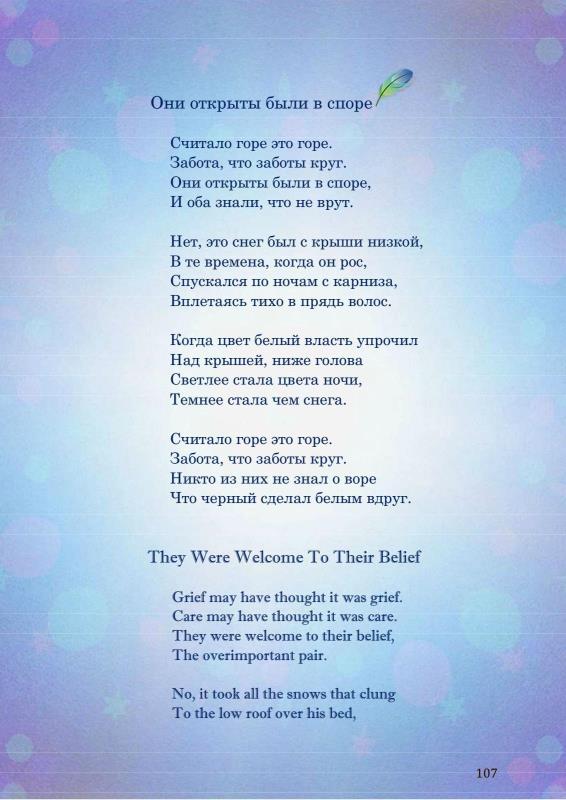 Они открыты были в споре
Считало горе это горе.
Забота, что заботы круг.
Они открыты были в споре,
И оба знали, что не врут.
Нет, это снег был с крыши низкой,
В те времена, когда он рос,
Спускался по ночам с карниза,
Вплетаясь тихо в прядь волос.
Когда цвет белый власть упрочил
Над крышей, ниже голова
Светлее стала цвета ночи,
Темнее стала чем снега.
Считало горе это горе.
Забота, что заботы круг.
Никто из них не знал о воре
Что черный сделал белым вдруг.
They Were Welcome To Their Belief
Grief may have thought it was grief.
Care may have thought it was care.
They were welcome to their belief,
The overimportant pair.
No, it took all the snows that clung
To the low roof over his bed,
107